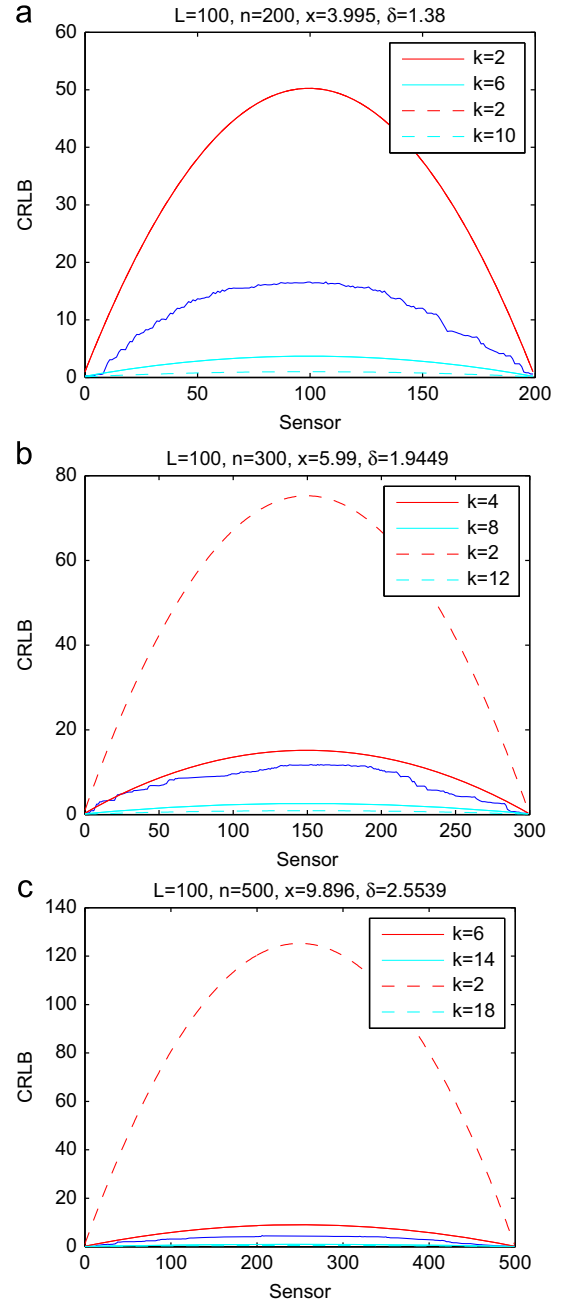 a
L=100, n=200, x=3.995, δ=1.38
60
50
40
30
20
10
0
CRLB
k=2
k=6
k=2
k=10
0 50 100 150 200
Sensor
b
L=100, n=300, x=5.99, δ=1.9449
80
60
40
20
0
CRLB
k=4
k=8
k=2
k=12
0 50 100 150 200 250 300
Sensor
c
L=100, n=500, x=9.896, δ=2.5539
140
120
100
80
60
40
20
0
CRLB
k=6
k=14
k=2
k=18
0 100 200 300 400 500
Sensor